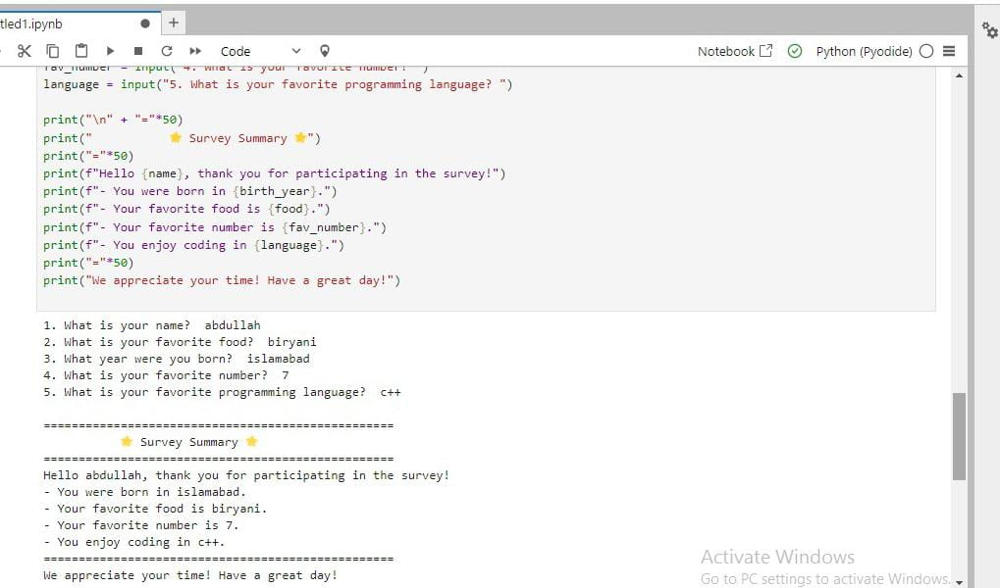 tled1.ipynb
Code
Notebook
Python (Pyodide)
fav_number = input("4. What is your favorite number? ")
language = input("5. What is your favorite programming language? ")
print("\n" + "="*50)
print("           🌟 Survey Summary 🌟")
print("="*50)
print(f"Hello {name}, thank you for participating in the survey!")
print(f"- You were born in {birth_year}.")
print(f"- Your favorite food is {food}.")
print(f"- Your favorite number is {fav_number}.")
print(f"- You enjoy coding in {language}.")
print("="*50)
print("We appreciate your time! Have a great day!")
1. What is your name?  abdullah
2. What is your favorite food?  biryani
3. What year were you born?  islamabad
4. What is your favorite number?  7
5. What is your favorite programming language?  c++
==================================================
           🌟 Survey Summary 🌟
==================================================
Hello abdullah, thank you for participating in the survey!
- You were born in islamabad.
- Your favorite food is biryani.
- Your favorite number is 7.
- You enjoy coding in c++.
==================================================
We appreciate your time! Have a great day!
Activate Windows
Go to PC settings to activate Windows.